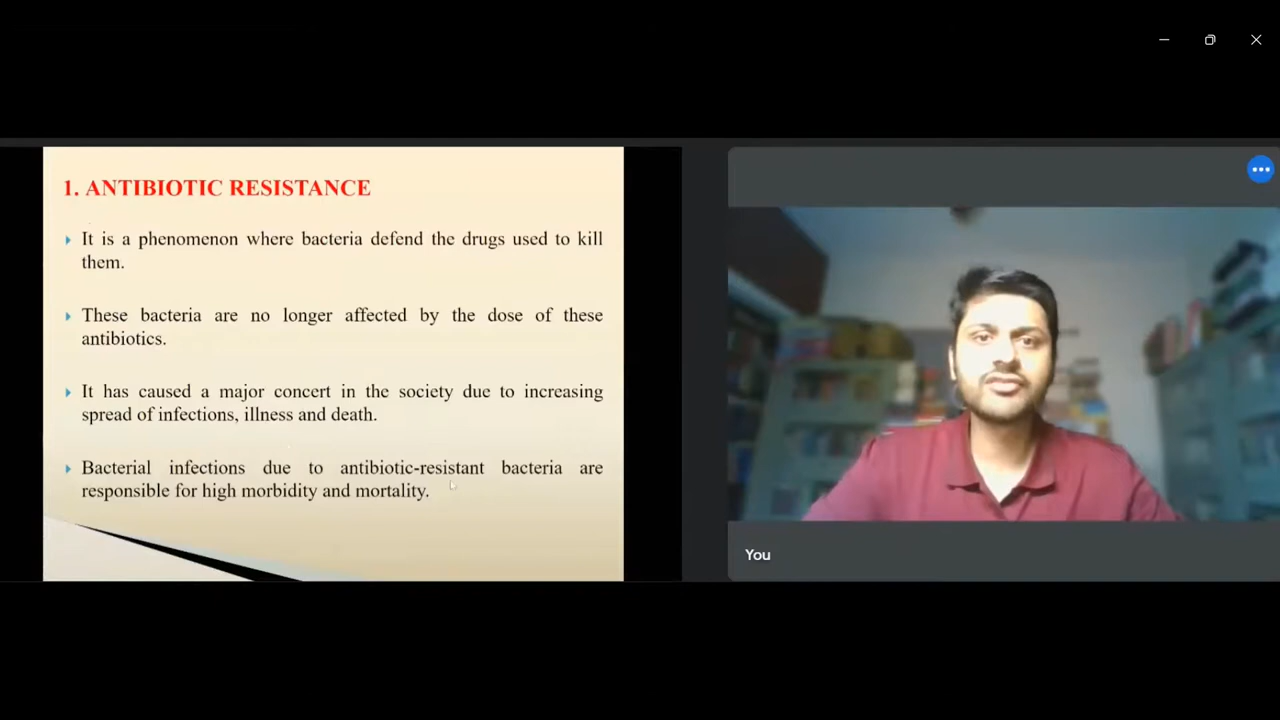 1. ANTIBIOTIC RESISTANCE
It is a phenomenon where bacteria defend the drugs used to kill
them.
These bacteria are no longer affected by the dose of these
antibiotics.
It has caused a major concert in the society due to increasing
spread of infections, illness and death.
Bacterial infections due to antibiotic-resistant bacteria are
responsible for high morbidity and mortality.
You